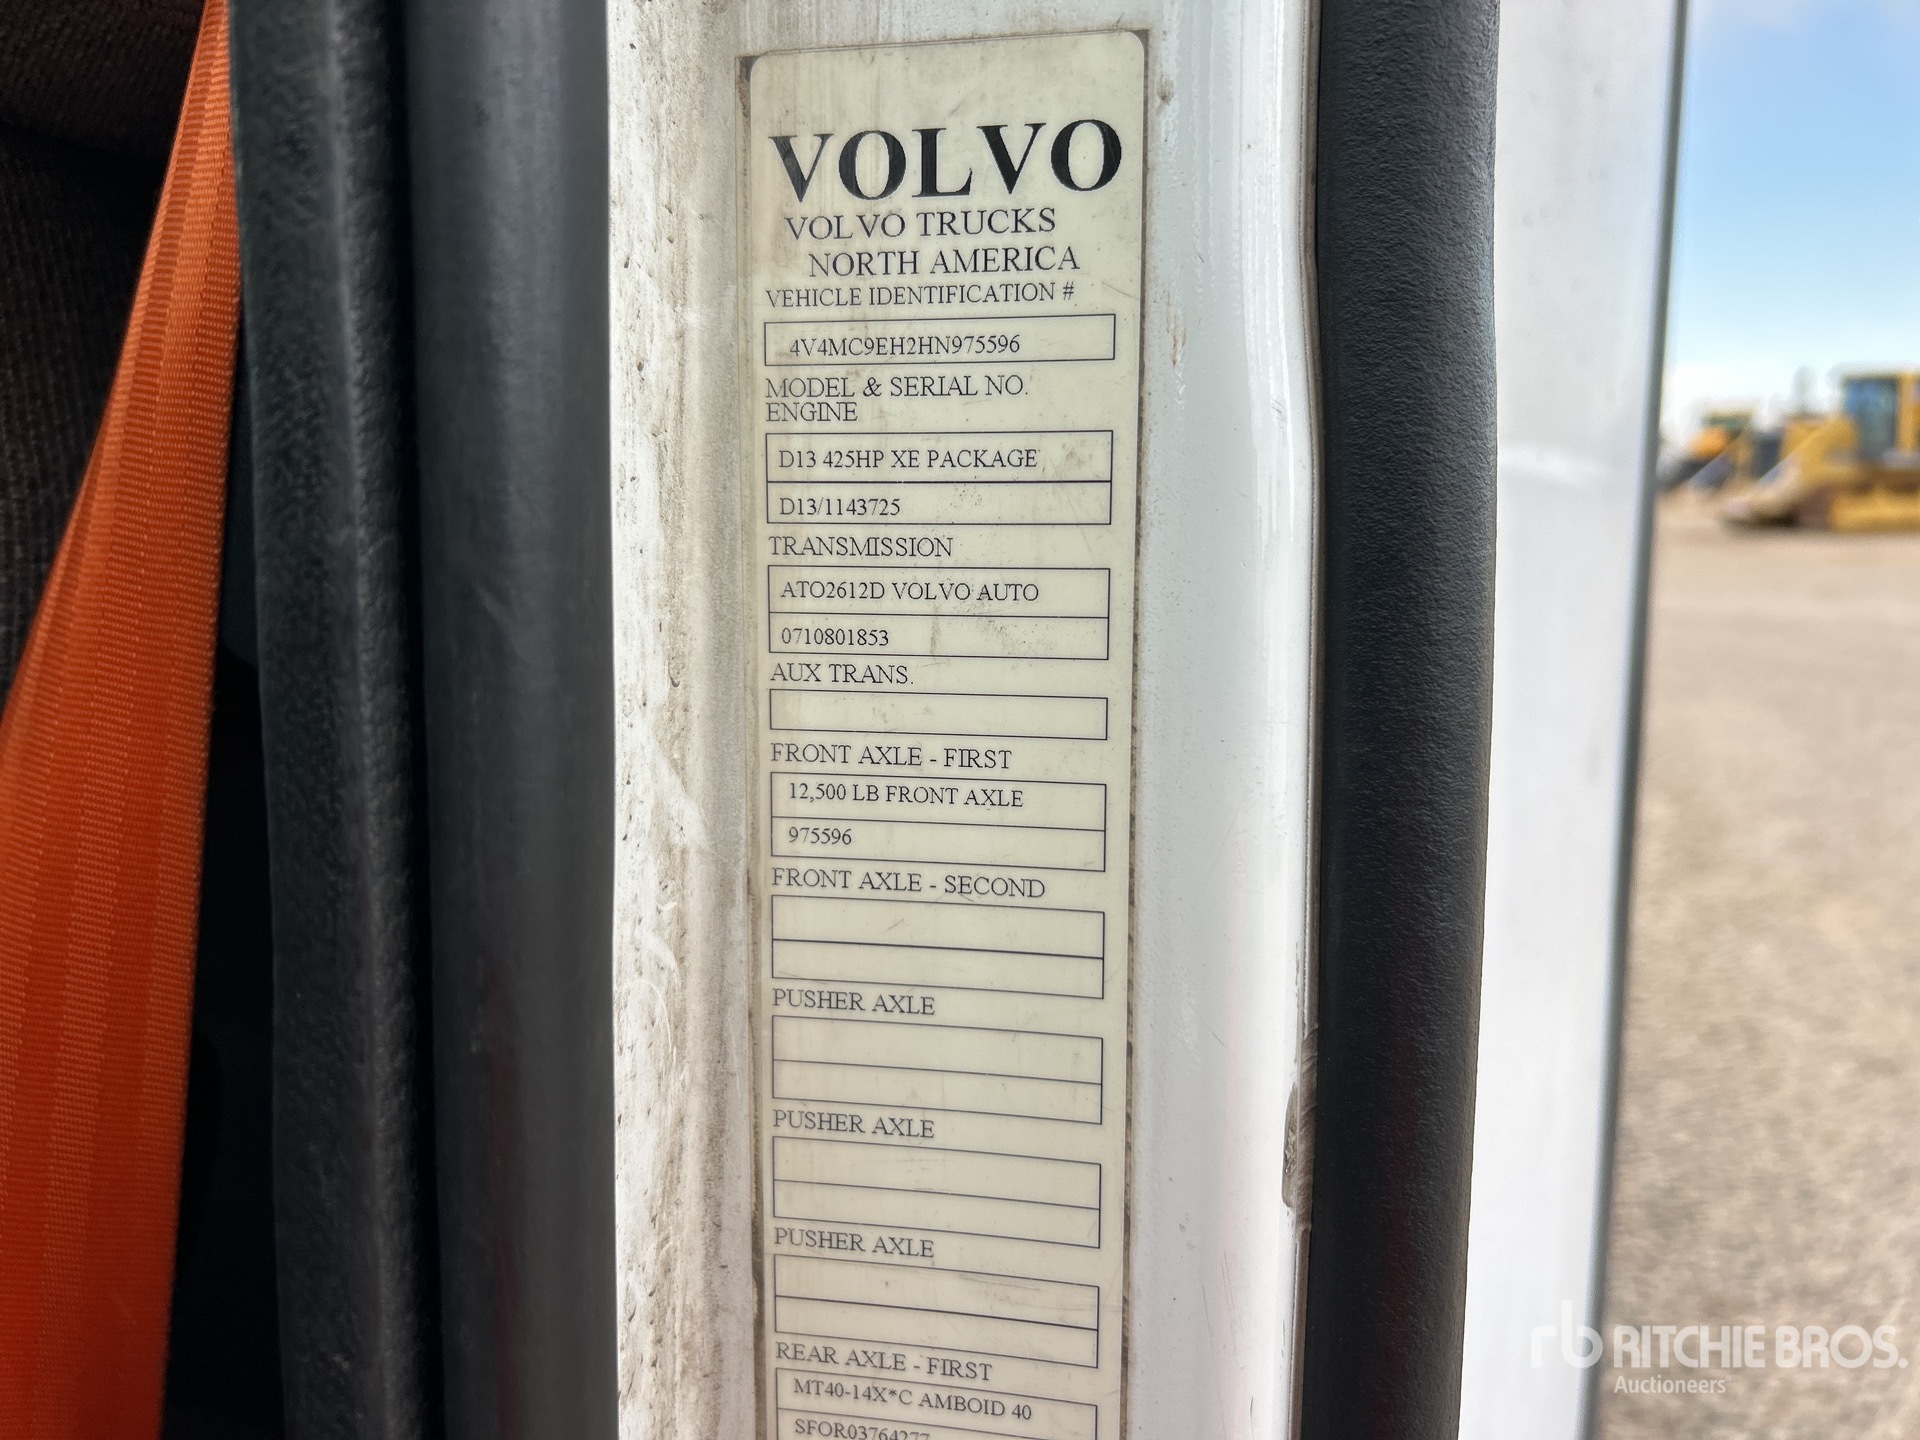 VOLVO
VOLVO TRUCKS
NORTH AMERICA
VEHICLE IDENTIFICATION #
4V4MC9EH2HN975596
MODEL & SERIAL NO.
ENGINE
D13 425HP XE PACKAGE
D13/1143725
TRANSMISSION
ATO2612D VOLVO AUTO
0710801853
AUX TRANS.
FRONT AXLE - FIRST
12,500 LB FRONT AXLE
975596
FRONT AXLE - SECOND
PUSHER AXLE
PUSHER AXLE
PUSHER AXLE
REAR AXLE - FIRST
MT40-14X*C AMBOID 40
SFOR03764277
rb RITCHIE BROS.
Auctioneers